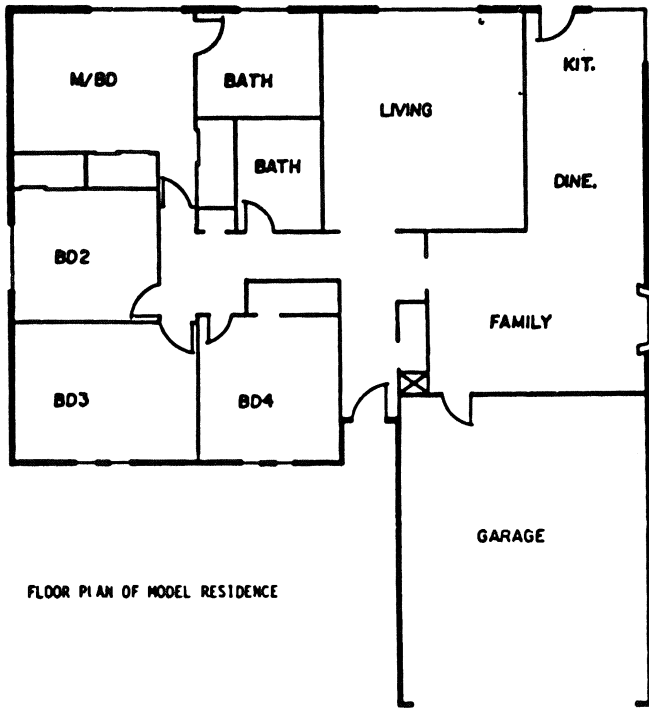 M/BD
BATH
LIVING
KIT.
BATH
DINE.
BD2
FAMILY
BD3
BD4
GARAGE
FLOOR PLAN OF MODEL RESIDENCE